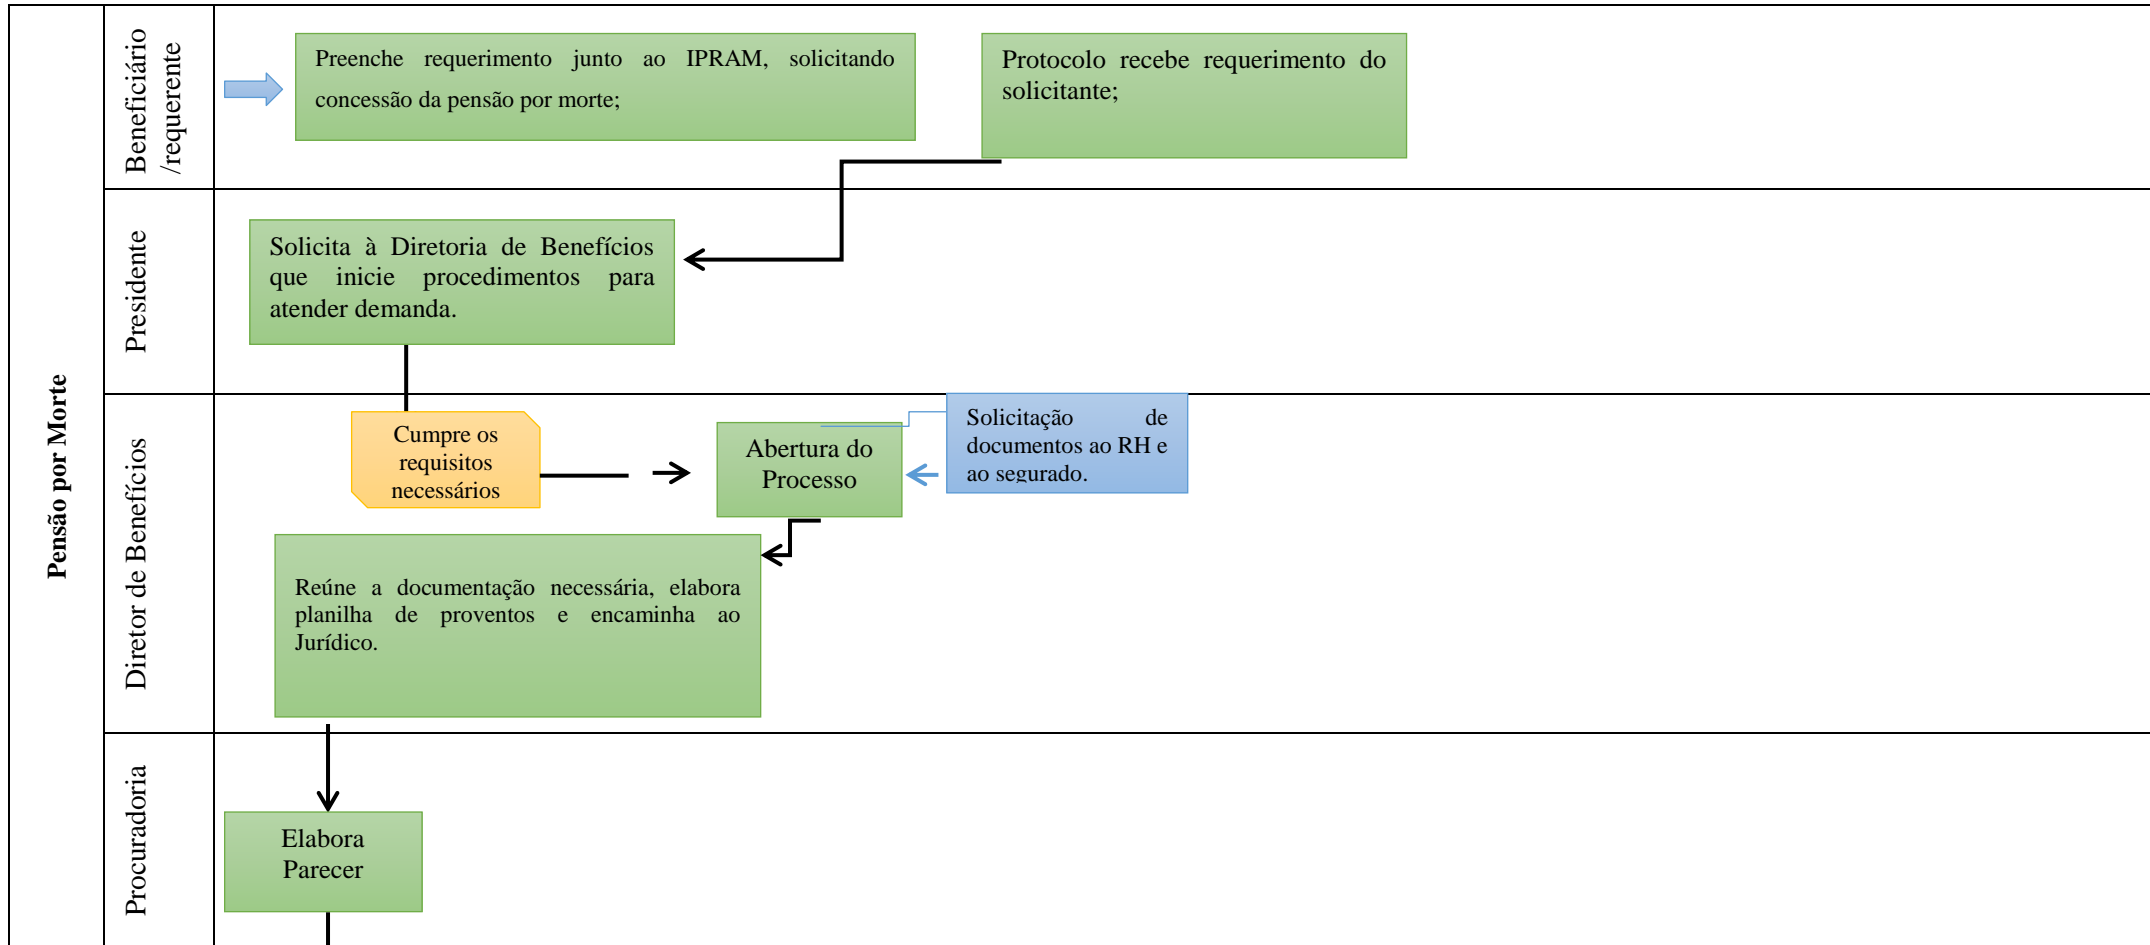 Pensão por Morte
Beneficiário
/requerente
Preenche requerimento junto ao IPRAM, solicitando
concessão da pensão por morte;
Protocolo recebe requerimento do
solicitante;
Presidente
Solicita à Diretoria de Benefícios
que inicie procedimentos para
atender demanda.
Diretor de Benefícios
Cumpre os
requisitos
necessários
Abertura do
Processo
Solicitação de
documentos ao RH e
ao segurado.
Reúne a documentação necessária, elabora
planilha de proventos e encaminha ao
Jurídico.
Procuradoria
Elabora
Parecer